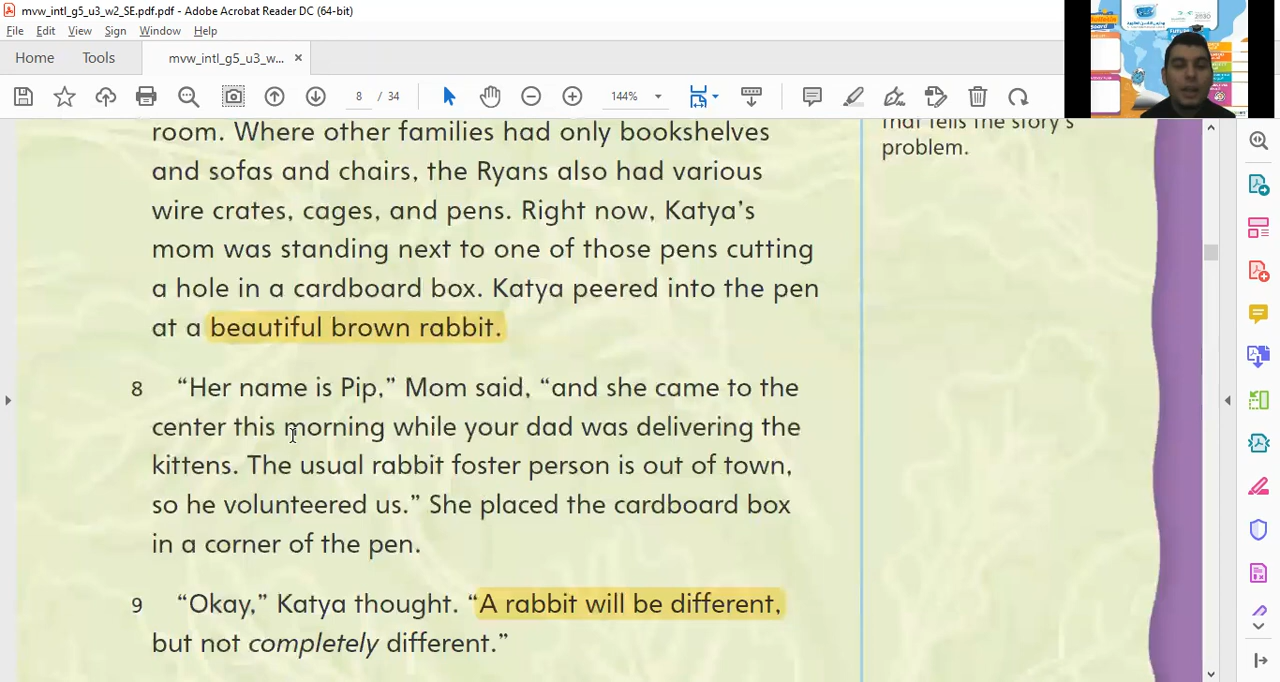 mvw_intl_g5_u3_w2_SE.pdf.pdf - Adobe Acrobat Reader DC (64-bit)
File Edit View Sign Window Help
Home Tools mvw_intl_g5_u3_w... ×
8 / 34 144%
that tells the story's
problem.
room. Where other families had only bookshelves
and sofas and chairs, the Ryans also had various
wire crates, cages, and pens. Right now, Katya’s
mom was standing next to one of those pens cutting
a hole in a cardboard box. Katya peered into the pen
at a beautiful brown rabbit.
8 “Her name is Pip,” Mom said, “and she came to the
center this morning while your dad was delivering the
kittens. The usual rabbit foster person is out of town,
so he volunteered us.” She placed the cardboard box
in a corner of the pen.
9 “Okay,” Katya thought. “A rabbit will be different,
but not completely different.”